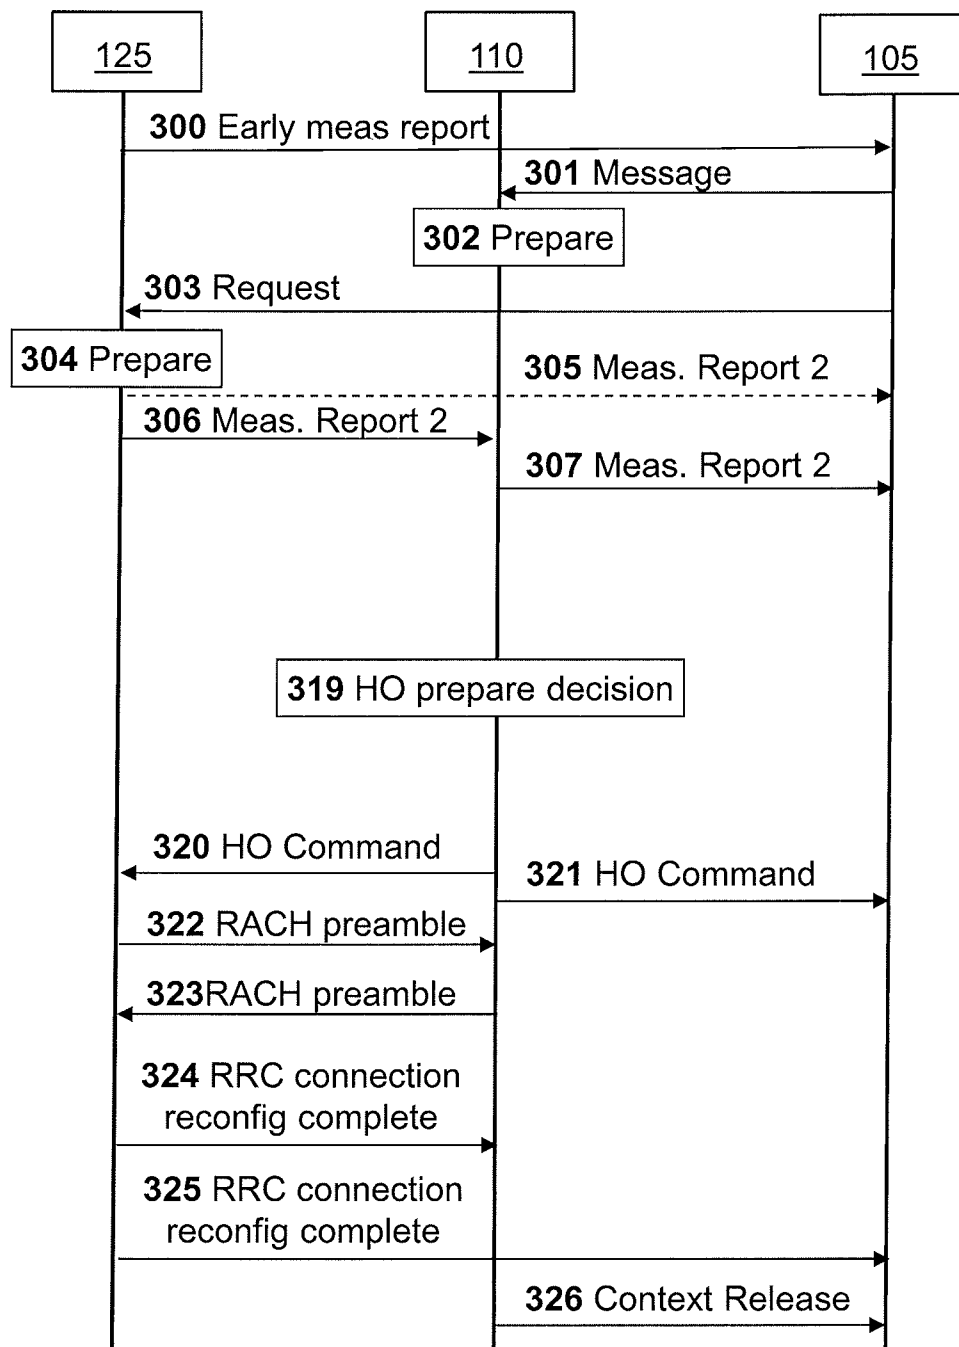 125 110 105
300 Early meas report
301 Message
302 Prepare
303 Request
304 Prepare
305 Meas. Report 2
306 Meas. Report 2
307 Meas. Report 2
319 HO prepare decision
320 HO Command
321 HO Command
322 RACH preamble
323RACH preamble
324 RRC connection
reconfig complete
325 RRC connection
reconfig complete
326 Context Release